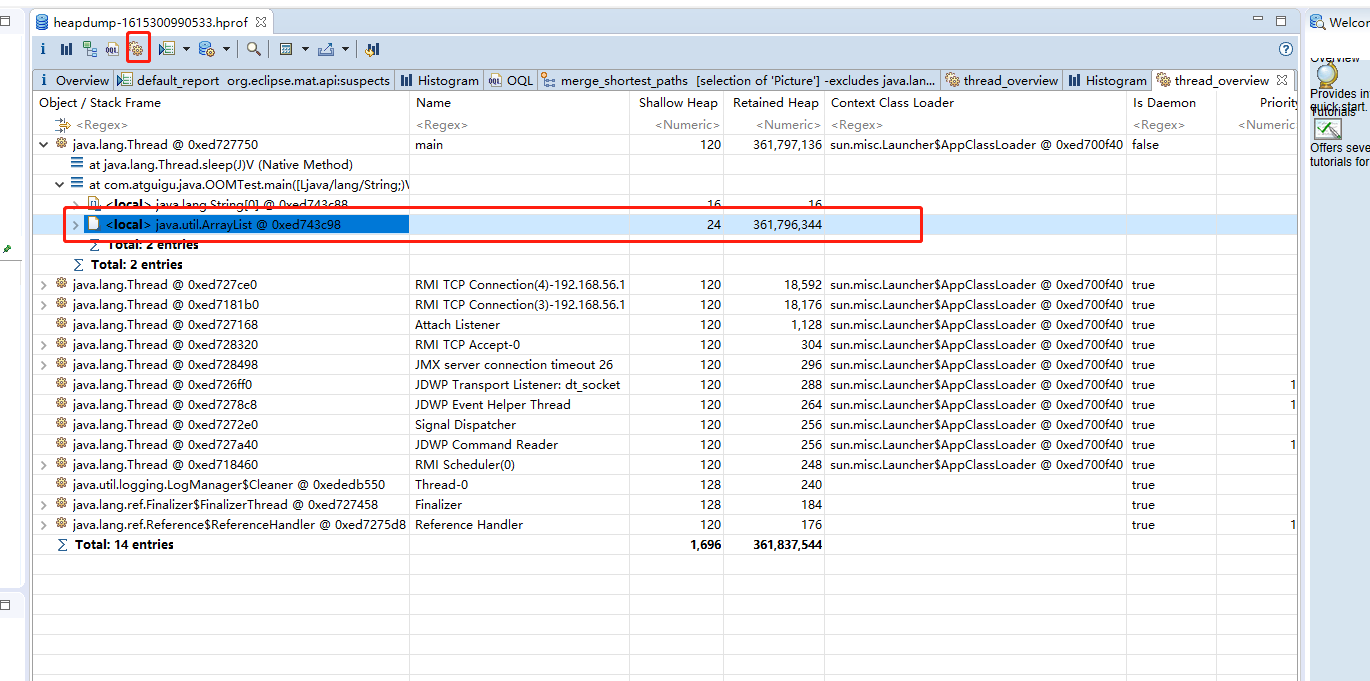 heapdump-1615300990533.hprof
Welcor
Overview default_report org.eclipse.mat.api:suspects Histogram OQL merge_shortest_paths [selection of 'Picture'] -excludes java.lan... thread_overview Histogram thread_overview
Overview
Provides in
quick start.
Tutorials
Offers seve
tutorials for
Object / Stack Frame Name Shallow Heap Retained Heap Context Class Loader Is Daemon Priority
<Regex> <Regex> <Numeric> <Numeric> <Regex> <Regex> <Numeric
java.lang.Thread @ 0xed727750 main 120 361,797,136 sun.misc.Launcher$AppClassLoader @ 0xed700f40 false
at java.lang.Thread.sleep(J)V (Native Method)
at com.atguigu.java.OOMTest.main([Ljava/lang/String;)V
<local> java.lang.String[0] @ 0xed743c88 16 16
<local> java.util.ArrayList @ 0xed743c98 24 361,796,344
Total: 2 entries
Total: 2 entries
java.lang.Thread @ 0xed727ce0 RMI TCP Connection(4)-192.168.56.1 120 18,592 sun.misc.Launcher$AppClassLoader @ 0xed700f40 true
java.lang.Thread @ 0xed7181b0 RMI TCP Connection(3)-192.168.56.1 120 18,176 sun.misc.Launcher$AppClassLoader @ 0xed700f40 true
java.lang.Thread @ 0xed727168 Attach Listener 120 1,128 sun.misc.Launcher$AppClassLoader @ 0xed700f40 true
java.lang.Thread @ 0xed728320 RMI TCP Accept-0 120 304 sun.misc.Launcher$AppClassLoader @ 0xed700f40 true
java.lang.Thread @ 0xed728498 JMX server connection timeout 26 120 296 sun.misc.Launcher$AppClassLoader @ 0xed700f40 true
java.lang.Thread @ 0xed726ff0 JDWP Transport Listener: dt_socket 120 288 sun.misc.Launcher$AppClassLoader @ 0xed700f40 true 1
java.lang.Thread @ 0xed7278c8 JDWP Event Helper Thread 120 264 sun.misc.Launcher$AppClassLoader @ 0xed700f40 true 1
java.lang.Thread @ 0xed7272e0 Signal Dispatcher 120 256 sun.misc.Launcher$AppClassLoader @ 0xed700f40 true
java.lang.Thread @ 0xed727a40 JDWP Command Reader 120 256 sun.misc.Launcher$AppClassLoader @ 0xed700f40 true 1
java.lang.Thread @ 0xed718460 RMI Scheduler(0) 120 248 sun.misc.Launcher$AppClassLoader @ 0xed700f40 true
java.util.logging.LogManager$Cleaner @ 0xededb550 Thread-0 128 240 true
java.lang.ref.Finalizer$FinalizerThread @ 0xed727458 Finalizer 128 184 true
java.lang.ref.Reference$ReferenceHandler @ 0xed7275d8 Reference Handler 120 176 true 1
Total: 14 entries 1,696 361,837,544